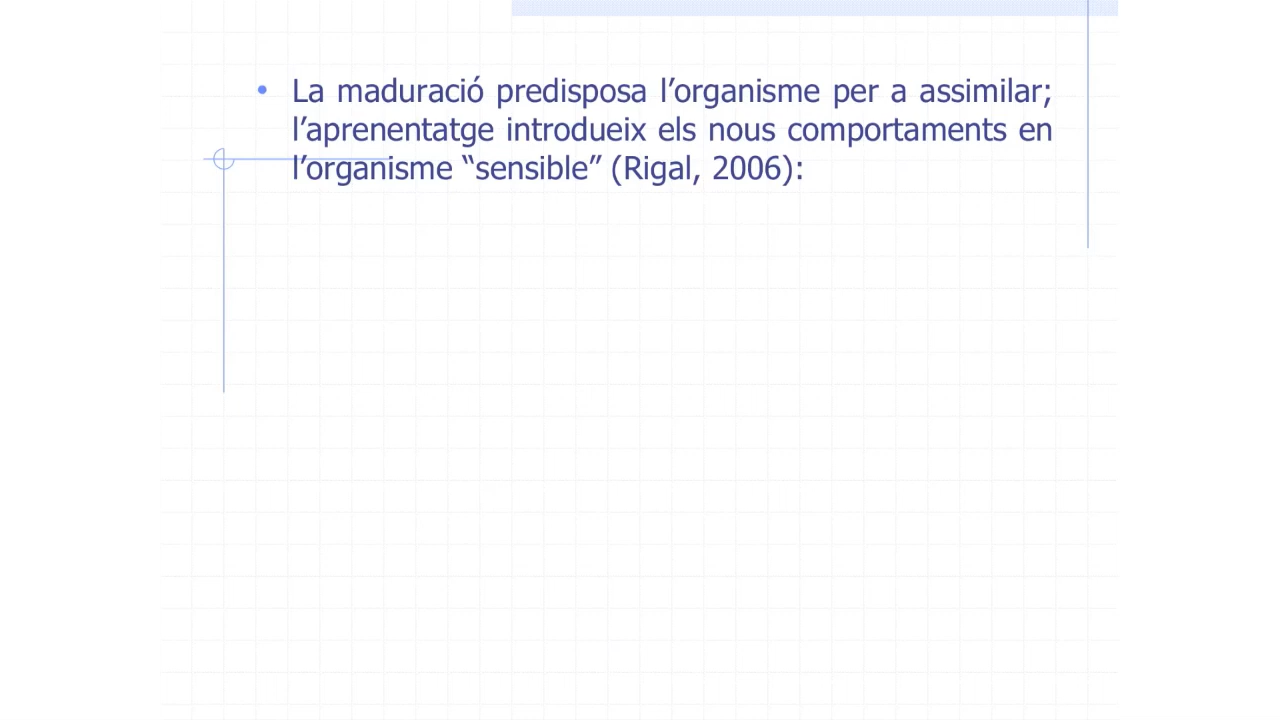 • La maduració predisposa l’organisme per a assimilar;
l’aprenentatge introdueix els nous comportaments en
l’organisme “sensible” (Rigal, 2006):